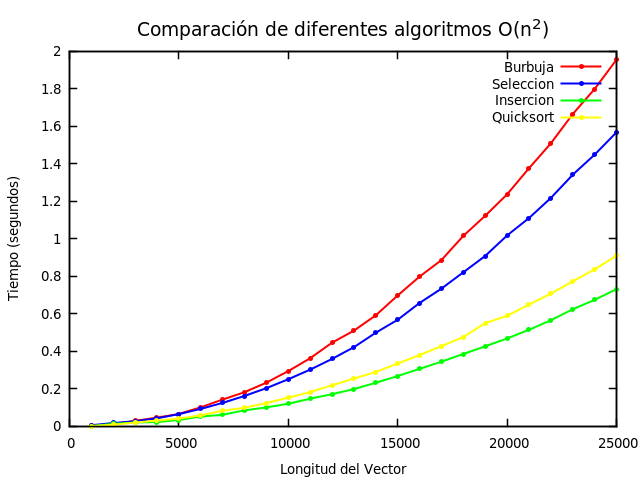 Comparación de diferentes algoritmos O(n²)
Burbuja
Seleccion
Insercion
Quicksort
2
1.8
1.6
1.4
1.2
1
0.8
0.6
0.4
0.2
0
Tiempo (segundos)
0 5000 10000 15000 20000 25000
Longitud del Vector